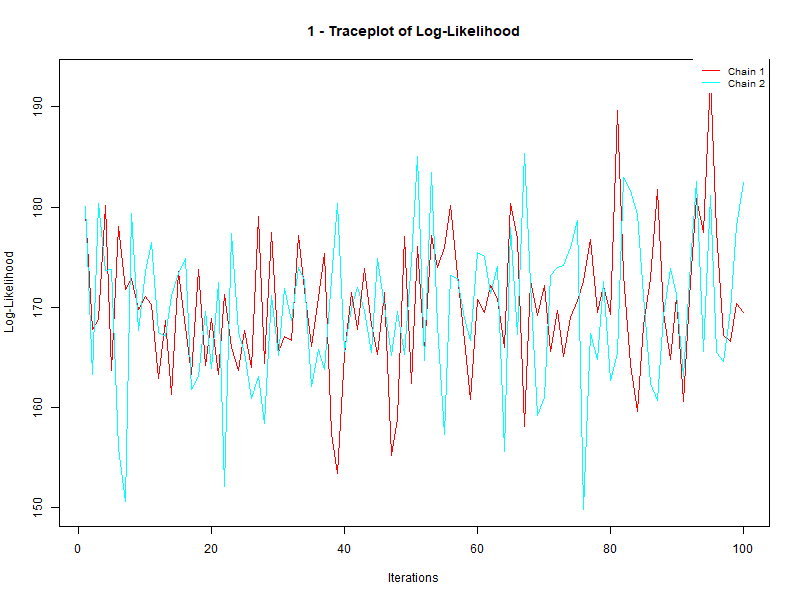 1 - Traceplot of Log-Likelihood
Chain 1
Chain 2
190
180
170
160
150
Log-Likelihood
0 20 40 60 80 100
Iterations